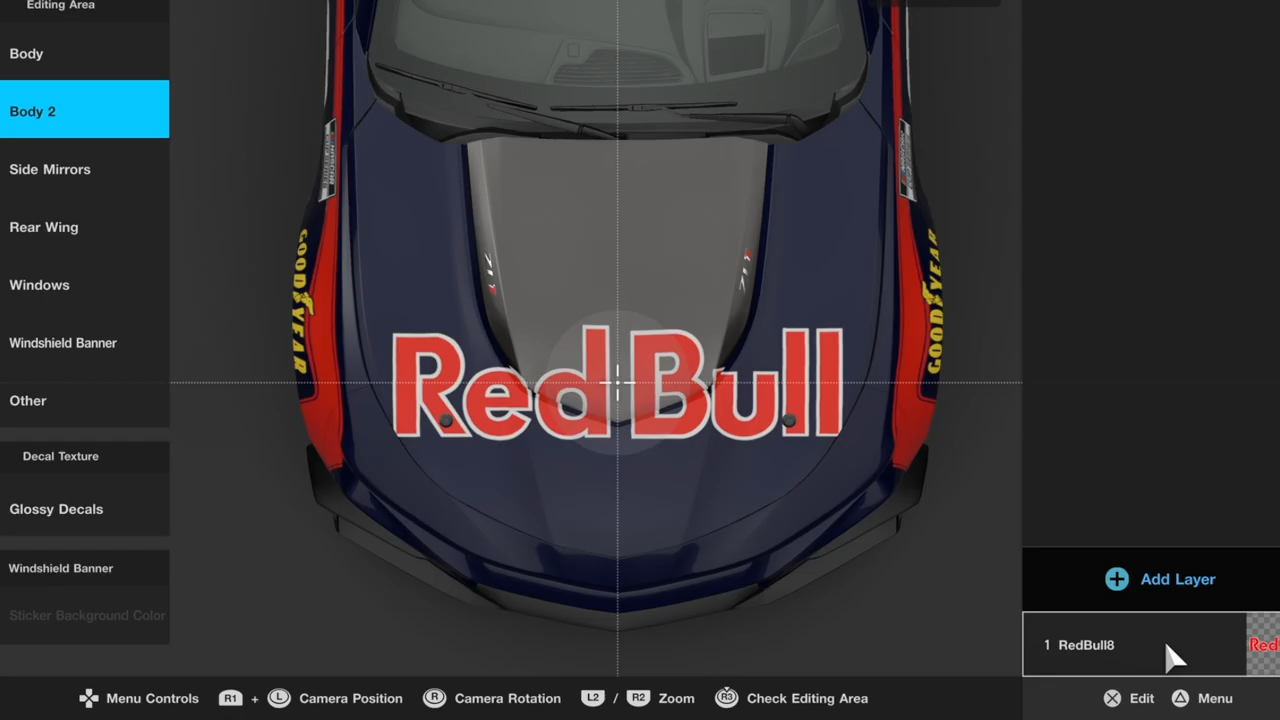 Editing Area
Body
Body 2
Side Mirrors
Rear Wing
Windows
Windshield Banner
Other
Decal Texture
Glossy Decals
Windshield Banner
Sticker Background Color
GOODYEAR
Red Bull
GOODYEAR
Add Layer
1 RedBull8
Red
Menu Controls
R1 + L Camera Position
R Camera Rotation
L2 / R2 Zoom
R3 Check Editing Area
Edit
Menu